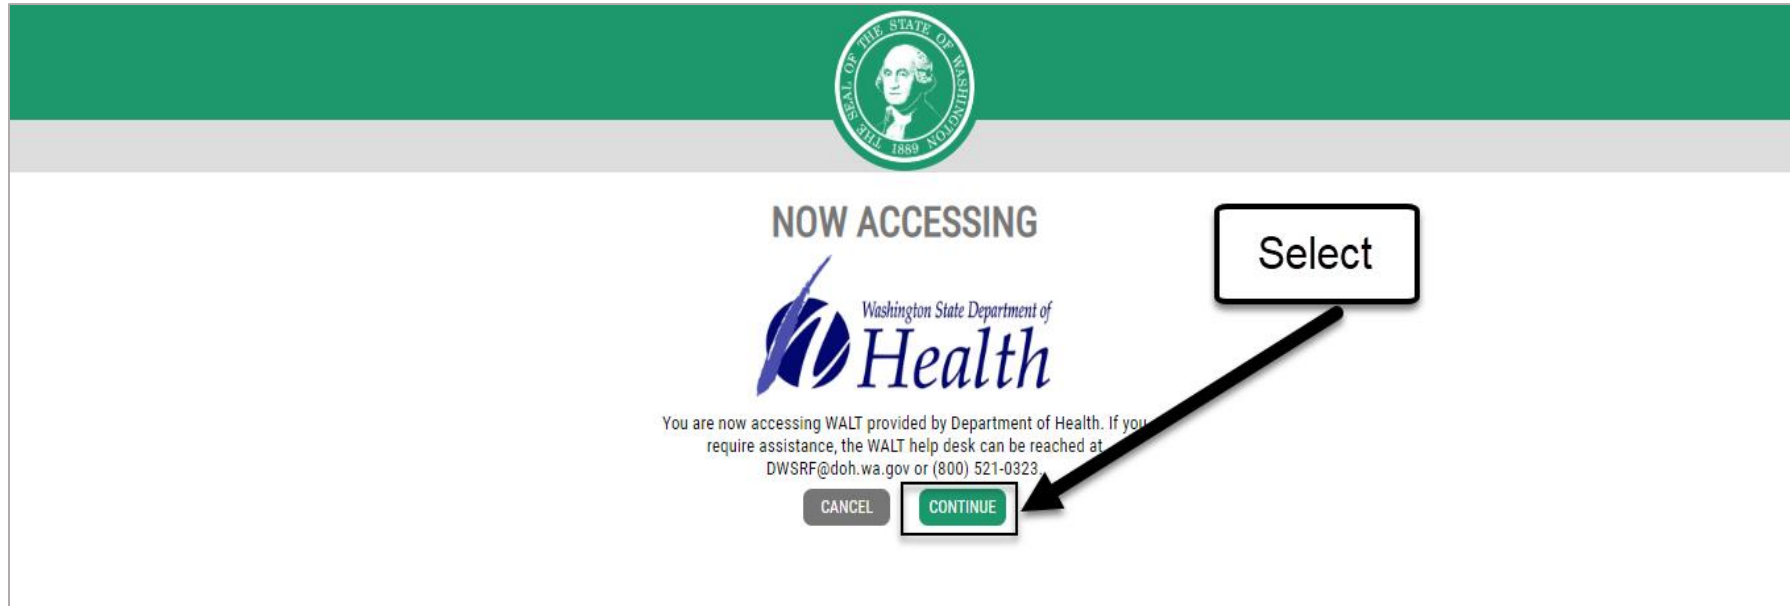 THE SEAL OF THE STATE OF WASHINGTON
1889
NOW ACCESSING
Select
Washington State Department of
Health
You are now accessing WALT provided by Department of Health. If you
require assistance, the WALT help desk can be reached at
DWSRF@doh.wa.gov or (800) 521-0323.
CANCEL
CONTINUE